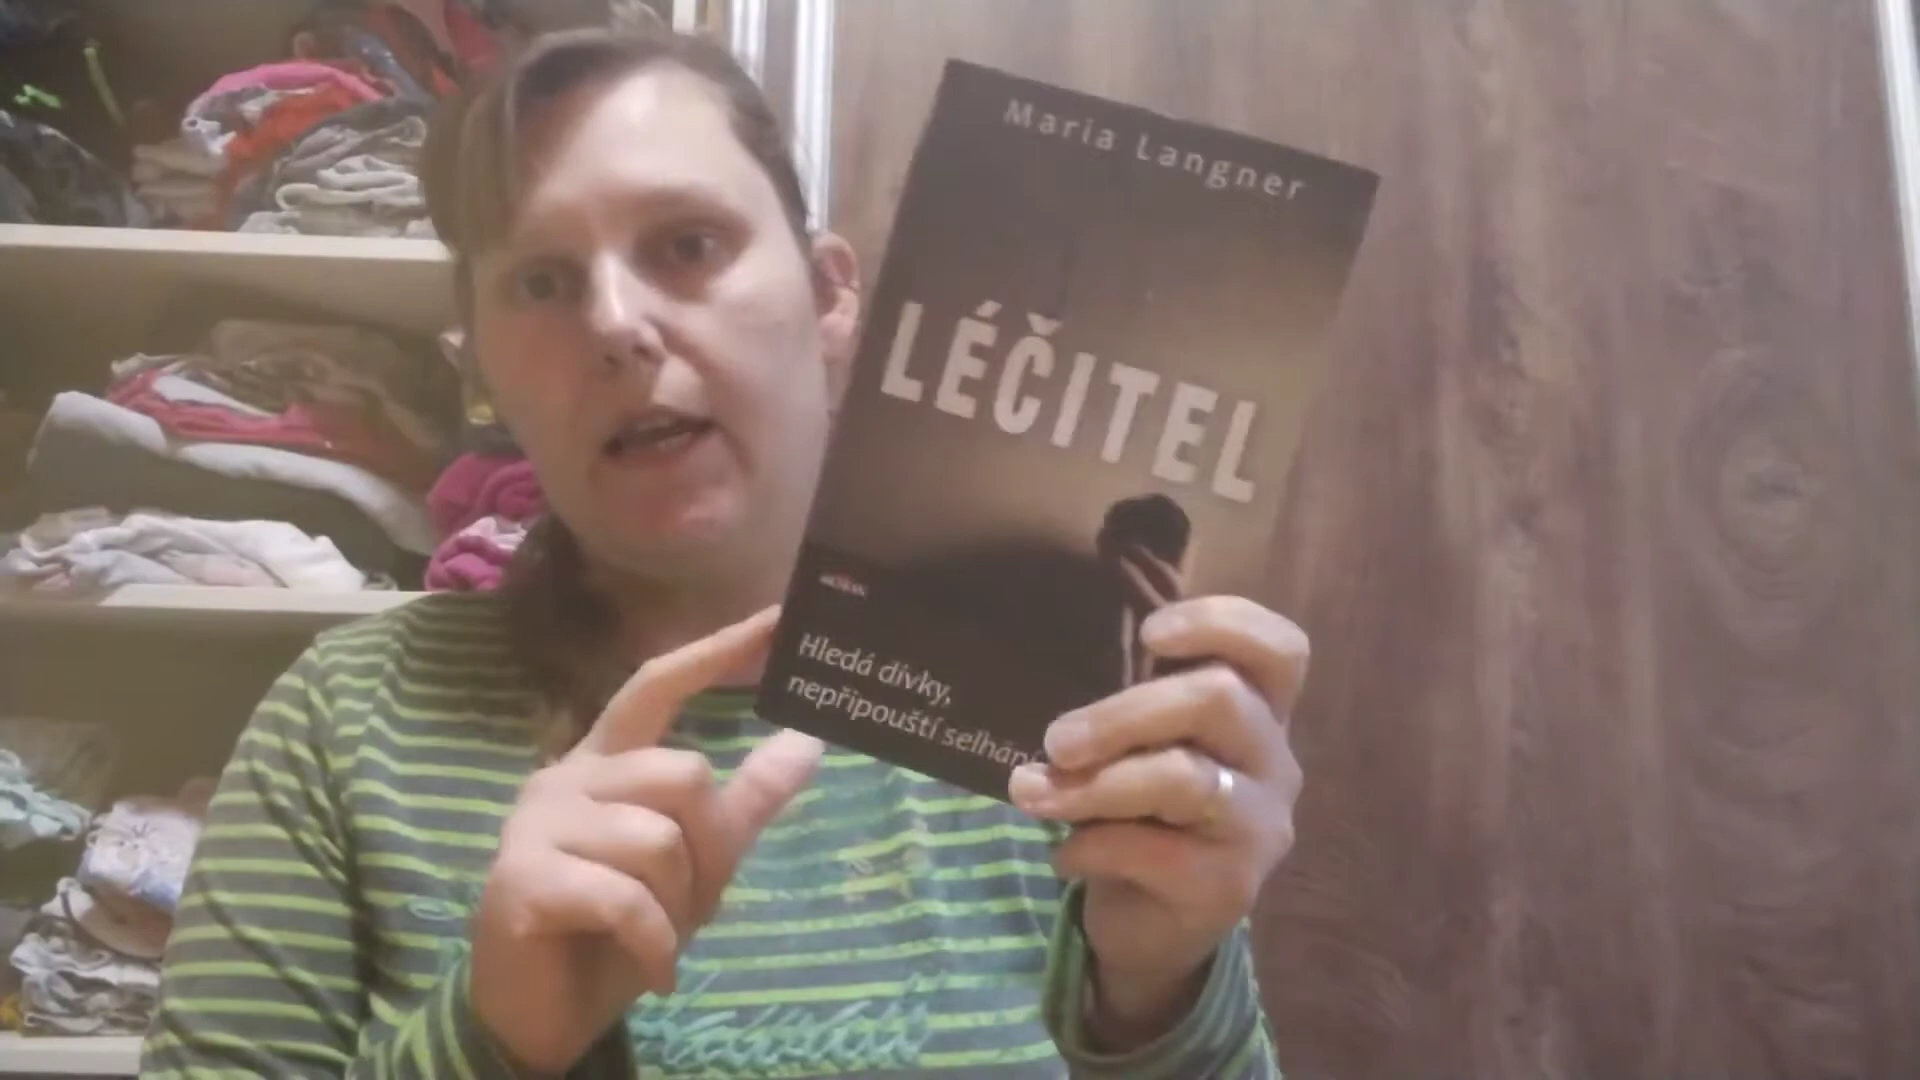 Maria Langner
LÉČITEL
Hledá dívky,
nepřipouští selhání